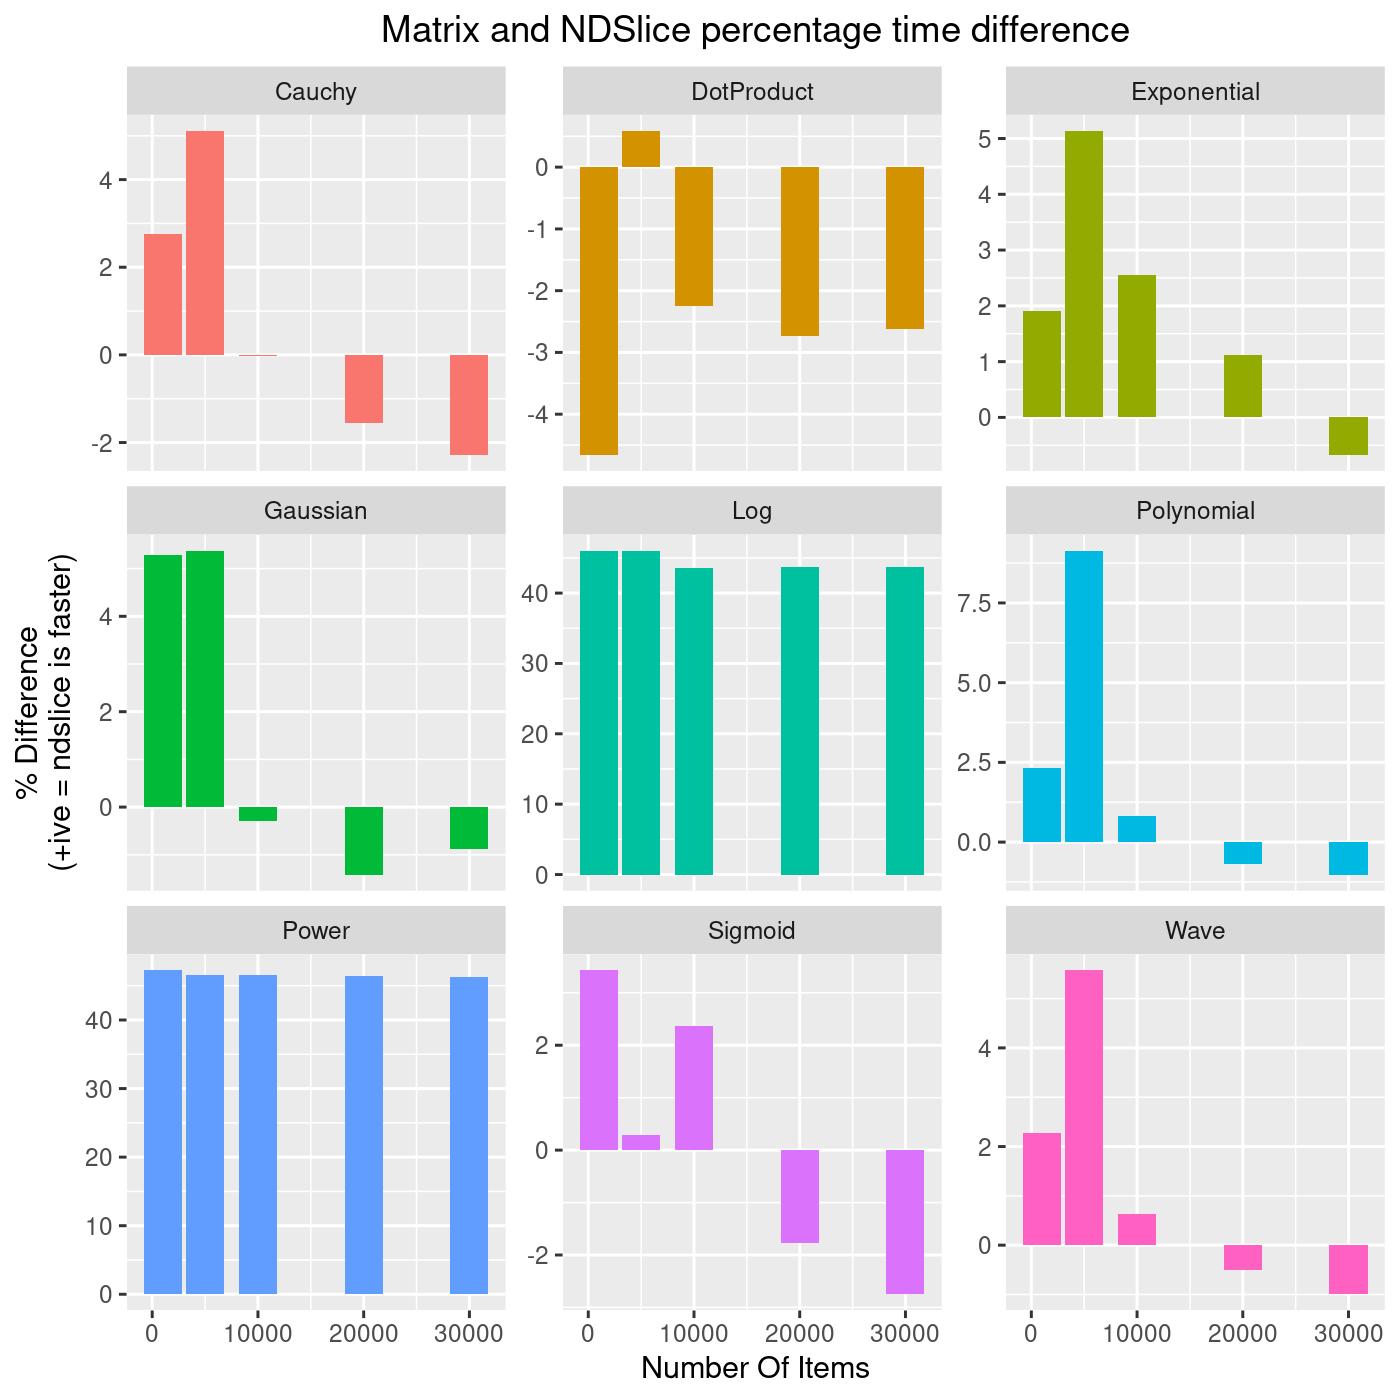 Matrix and NDSlice percentage time difference
Cauchy
4
2
0
-2
DotProduct
0
-1
-2
-3
-4
Exponential
5
4
3
2
1
0
% Difference
(+ive = ndslice is faster)
Gaussian
4
2
0
Log
40
30
20
10
0
Polynomial
7.5
5.0
2.5
0.0
Power
40
30
20
10
0
Sigmoid
2
0
-2
Wave
4
2
0
0 10000 20000 30000
0 10000 20000 30000
0 10000 20000 30000
Number Of Items